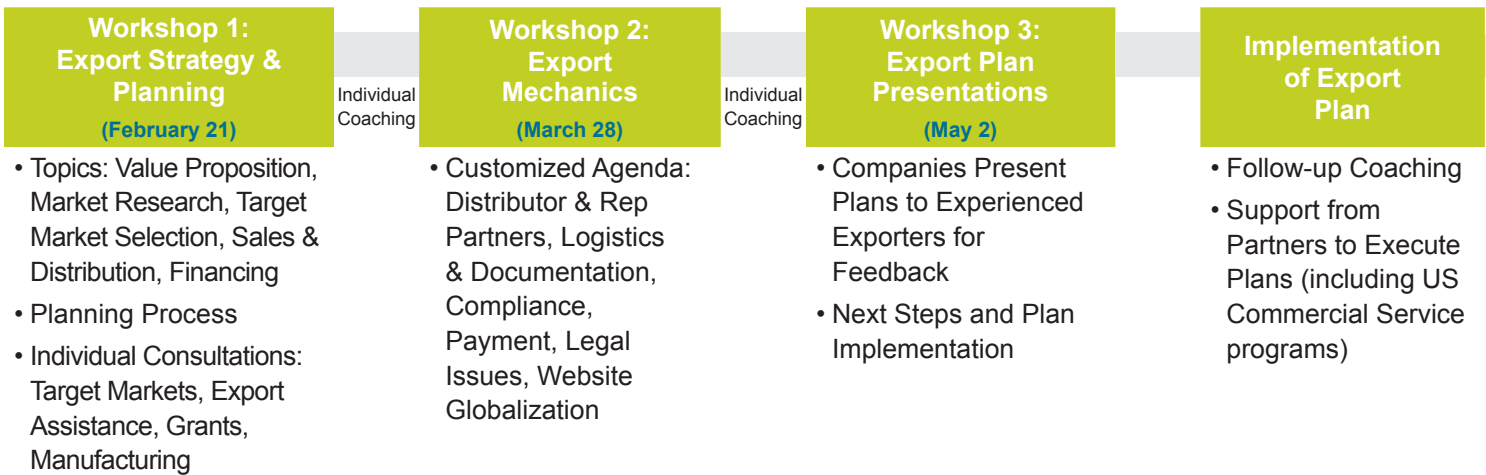 Workshop 1:
Export Strategy &
Planning
(February 21)
• Topics: Value Proposition,
Market Research, Target
Market Selection, Sales &
Distribution, Financing
• Planning Process
• Individual Consultations:
Target Markets, Export
Assistance, Grants,
Manufacturing
Individual
Coaching
Workshop 2:
Export
Mechanics
(March 28)
• Customized Agenda:
Distributor & Rep
Partners, Logistics
& Documentation,
Compliance,
Payment, Legal
Issues, Website
Globalization
Individual
Coaching
Workshop 3:
Export Plan
Presentations
(May 2)
• Companies Present
Plans to Experienced
Exporters for
Feedback
• Next Steps and Plan
Implementation
Implementation
of Export
Plan
• Follow-up Coaching
• Support from
Partners to Execute
Plans (including US
Commercial Service
programs)